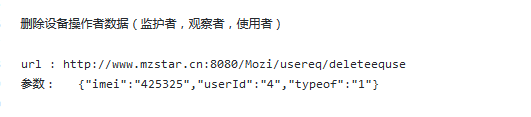 删除设备操作者数据（监护者，观察者，使用者）
url : http://www.mzstar.cn:8080/Mozi/usereq/deleteequse
参数： {"imei":"425325","userId":"4","typeof":"1"}